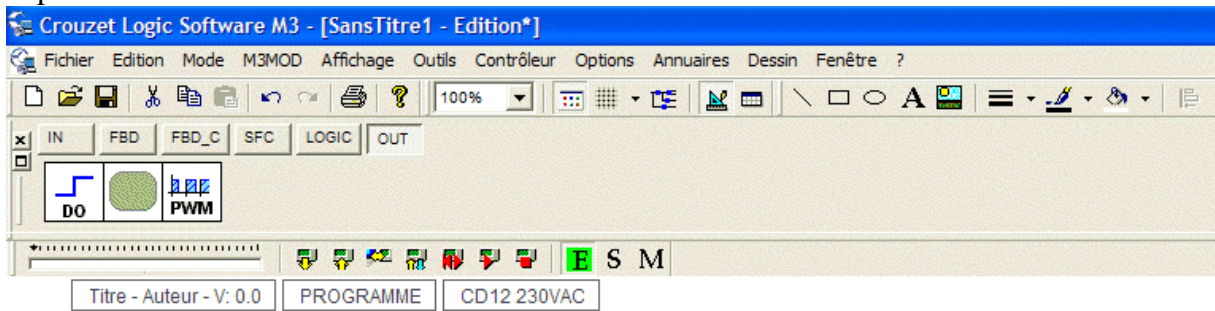 Crouzet Logic Software M3 - [SansTitre1 - Edition*]
Fichier Edition Mode M3MOD Affichage Outils Contrôleur Options Annuaires Dessin Fenêtre ?
100% A
IN FBD FBD_C SFC LOGIC OUT
DO PWM
E S M
Titre - Auteur - V: 0.0 PROGRAMME CD12 230VAC